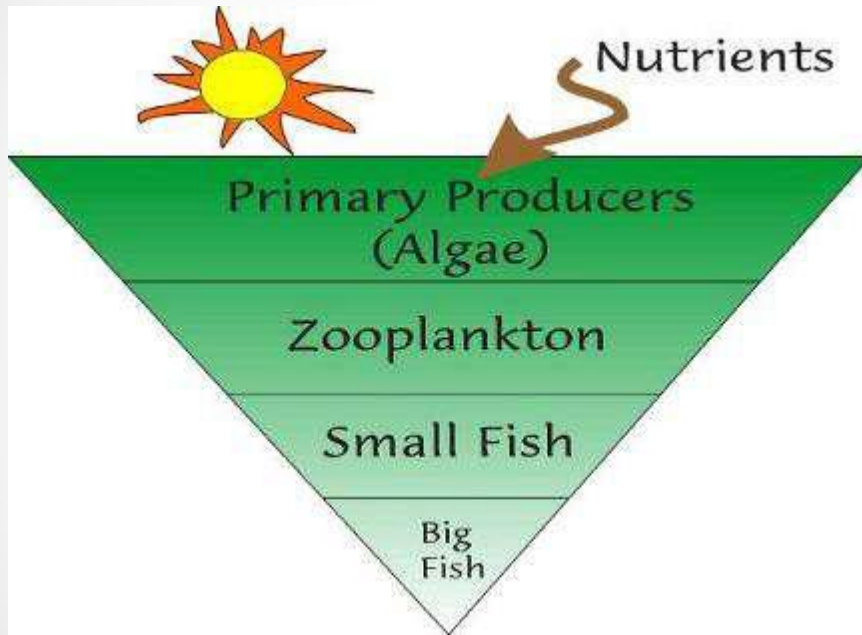 Nutrients
Primary Producers
(Algae)
Zooplankton
Small Fish
Big
Fish